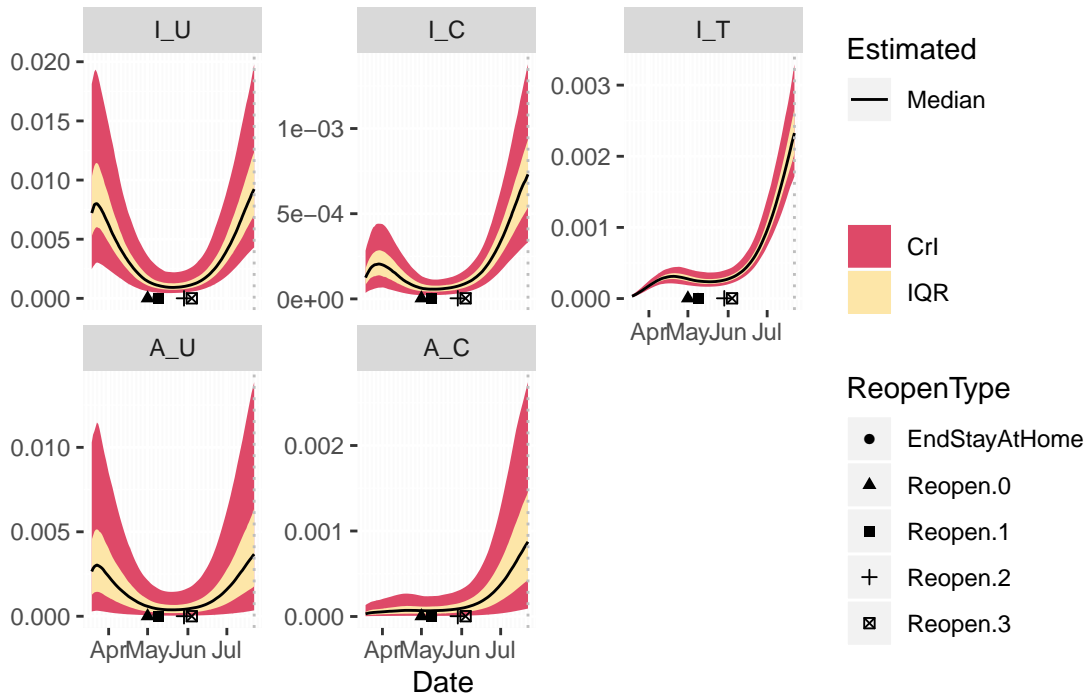 I_U
I_C
I_T
0.020
0.015
0.010
0.005
0.000
1e−03
5e−04
0e+00
0.003
0.002
0.001
0.000
Apr May Jun Jul
A_U
A_C
0.010
0.005
0.000
0.002
0.001
0.000
Apr May Jun Jul
Apr May Jun Jul
Date
Estimated
Median
CrI
IQR
ReopenType
EndStayAtHome
Reopen.0
Reopen.1
Reopen.2
Reopen.3